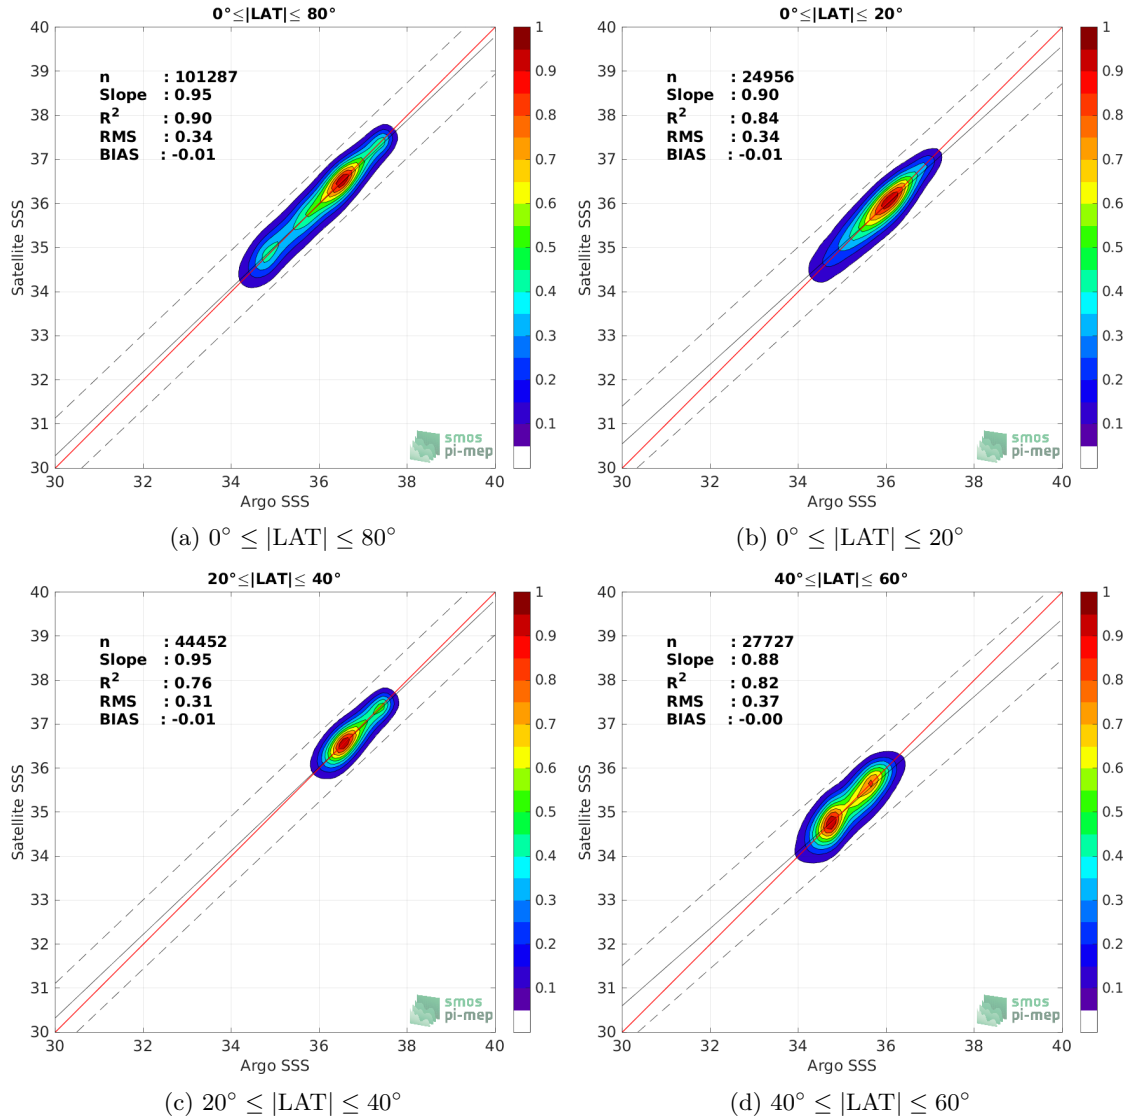 0°≤|LAT|≤ 80°
n : 101287
Slope : 0.95
R² : 0.90
RMS : 0.34
BIAS : -0.01
Satellite SSS
40
39
38
37
36
35
34
33
32
31
30
30 32 34 36 38 40
Argo SSS
1
0.9
0.8
0.7
0.6
0.5
0.4
0.3
0.2
0.1
smos
pi-mep
(a) 0° ≤ |LAT| ≤ 80°
0°≤|LAT|≤ 20°
n : 24956
Slope : 0.90
R² : 0.84
RMS : 0.34
BIAS : -0.01
Satellite SSS
40
39
38
37
36
35
34
33
32
31
30
30 32 34 36 38 40
Argo SSS
1
0.9
0.8
0.7
0.6
0.5
0.4
0.3
0.2
0.1
smos
pi-mep
(b) 0° ≤ |LAT| ≤ 20°
20°≤|LAT|≤ 40°
n : 44452
Slope : 0.95
R² : 0.76
RMS : 0.31
BIAS : -0.01
Satellite SSS
40
39
38
37
36
35
34
33
32
31
30
30 32 34 36 38 40
Argo SSS
1
0.9
0.8
0.7
0.6
0.5
0.4
0.3
0.2
0.1
smos
pi-mep
(c) 20° ≤ |LAT| ≤ 40°
40°≤|LAT|≤ 60°
n : 27727
Slope : 0.88
R² : 0.82
RMS : 0.37
BIAS : -0.00
Satellite SSS
40
39
38
37
36
35
34
33
32
31
30
30 32 34 36 38 40
Argo SSS
1
0.9
0.8
0.7
0.6
0.5
0.4
0.3
0.2
0.1
smos
pi-mep
(d) 40° ≤ |LAT| ≤ 60°